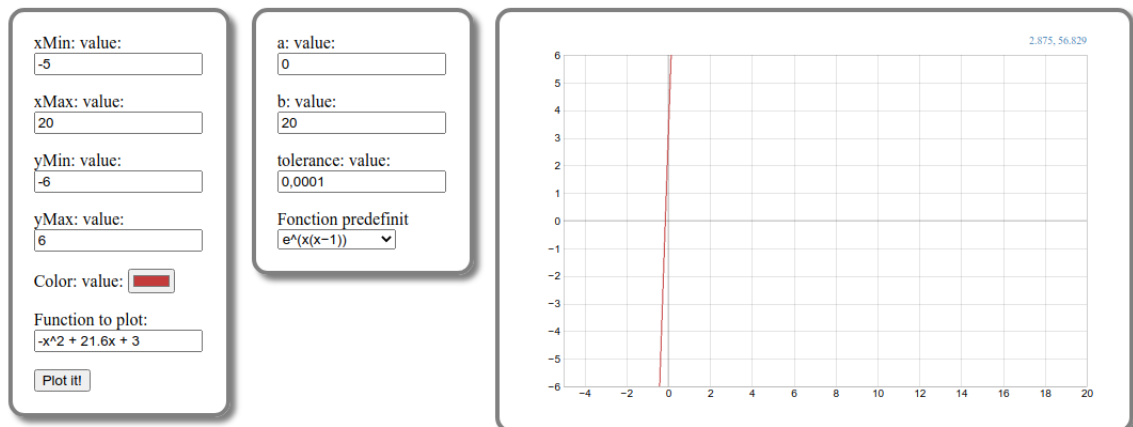 xMin: value:
-5
xMax: value:
20
yMin: value:
-6
yMax: value:
6
Color: value:
Function to plot:
-x^2 + 21.6x + 3
Plot it!
a: value:
0
b: value:
20
tolerance: value:
0,0001
Fonction predefinit
e^(x(x−1))
2.875, 56.829
6
5
4
3
2
1
0
−1
−2
−3
−4
−5
−6
−4 −2 0 2 4 6 8 10 12 14 16 18 20